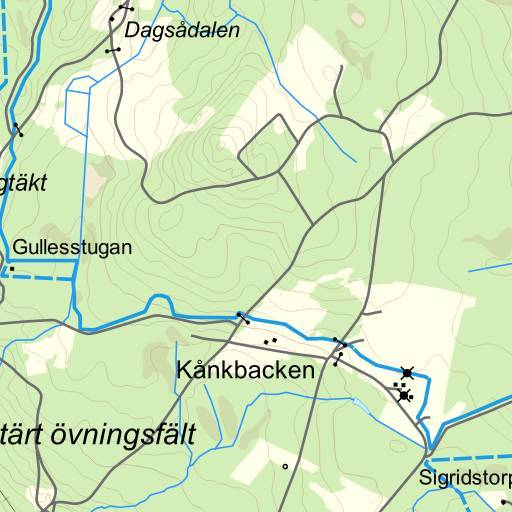 Dagsådalen
gtäkt
Gullesstugan
Kånkbacken
tärt övningsfält
Sigridstorp